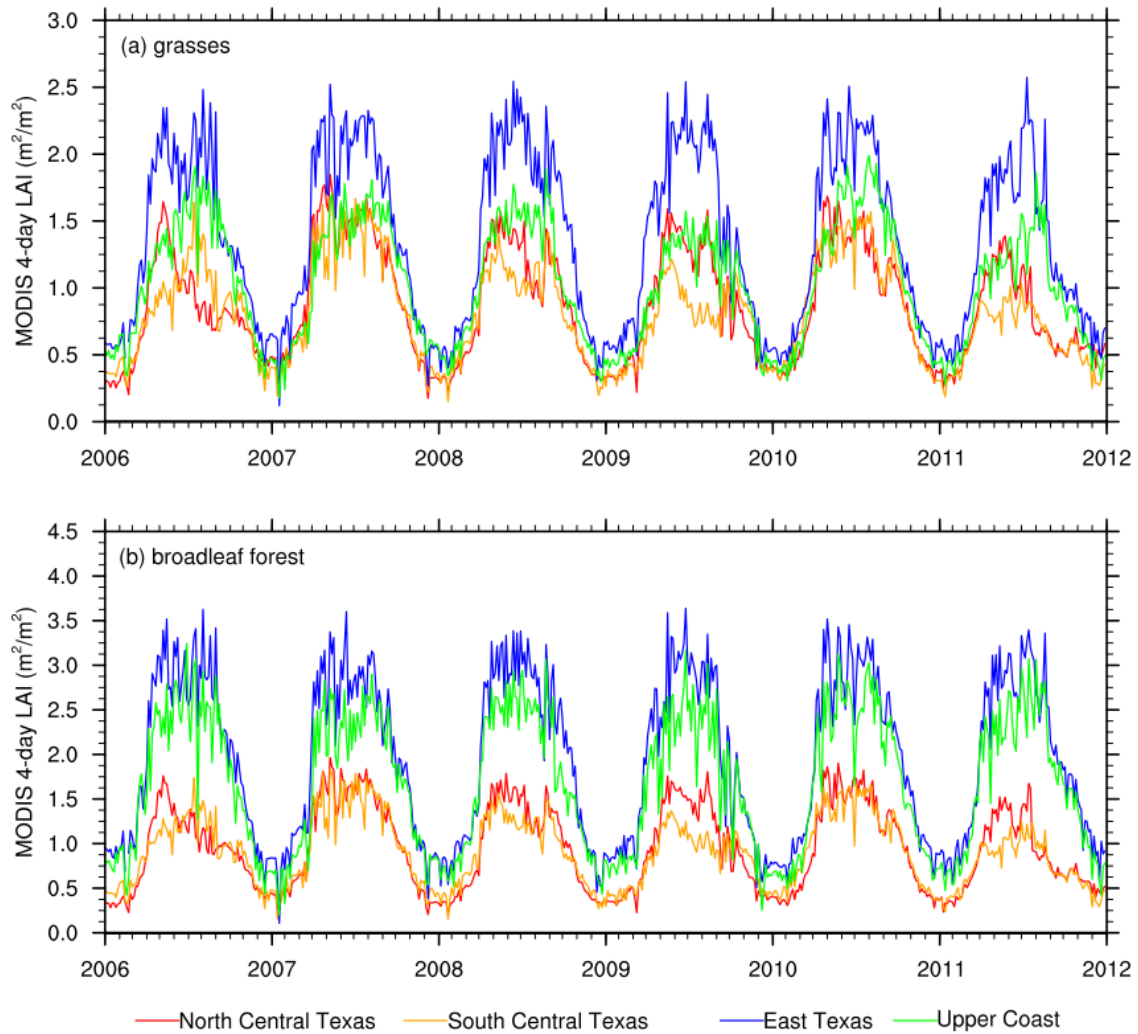 3.0
(a) grasses
2.5
2.0
1.5
1.0
0.5
0.0
MODIS 4-day LAI (m²/m²)
2006 2007 2008 2009 2010 2011 2012
4.5
(b) broadleaf forest
4.0
3.5
3.0
2.5
2.0
1.5
1.0
0.5
0.0
MODIS 4-day LAI (m²/m²)
2006 2007 2008 2009 2010 2011 2012
North Central Texas South Central Texas East Texas Upper Coast